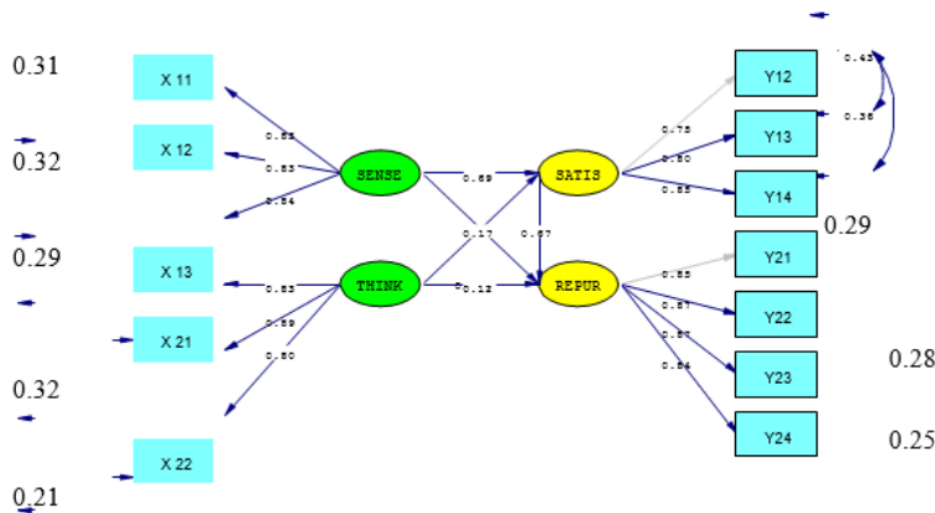 0.31
X 11
Y12
0.43
0.32
X 12
0.83
0.83
0.75
Y13
0.36
0.84
SENSE
0.69
SATIS
0.80
0.85
Y14
0.29
0.29
X 13
0.17
0.67
Y21
0.83
THINK
0.12
REPUR
0.85
X 21
0.89
0.87
Y22
0.32
0.80
0.87
Y23
0.28
0.84
X 22
Y24
0.25
0.21